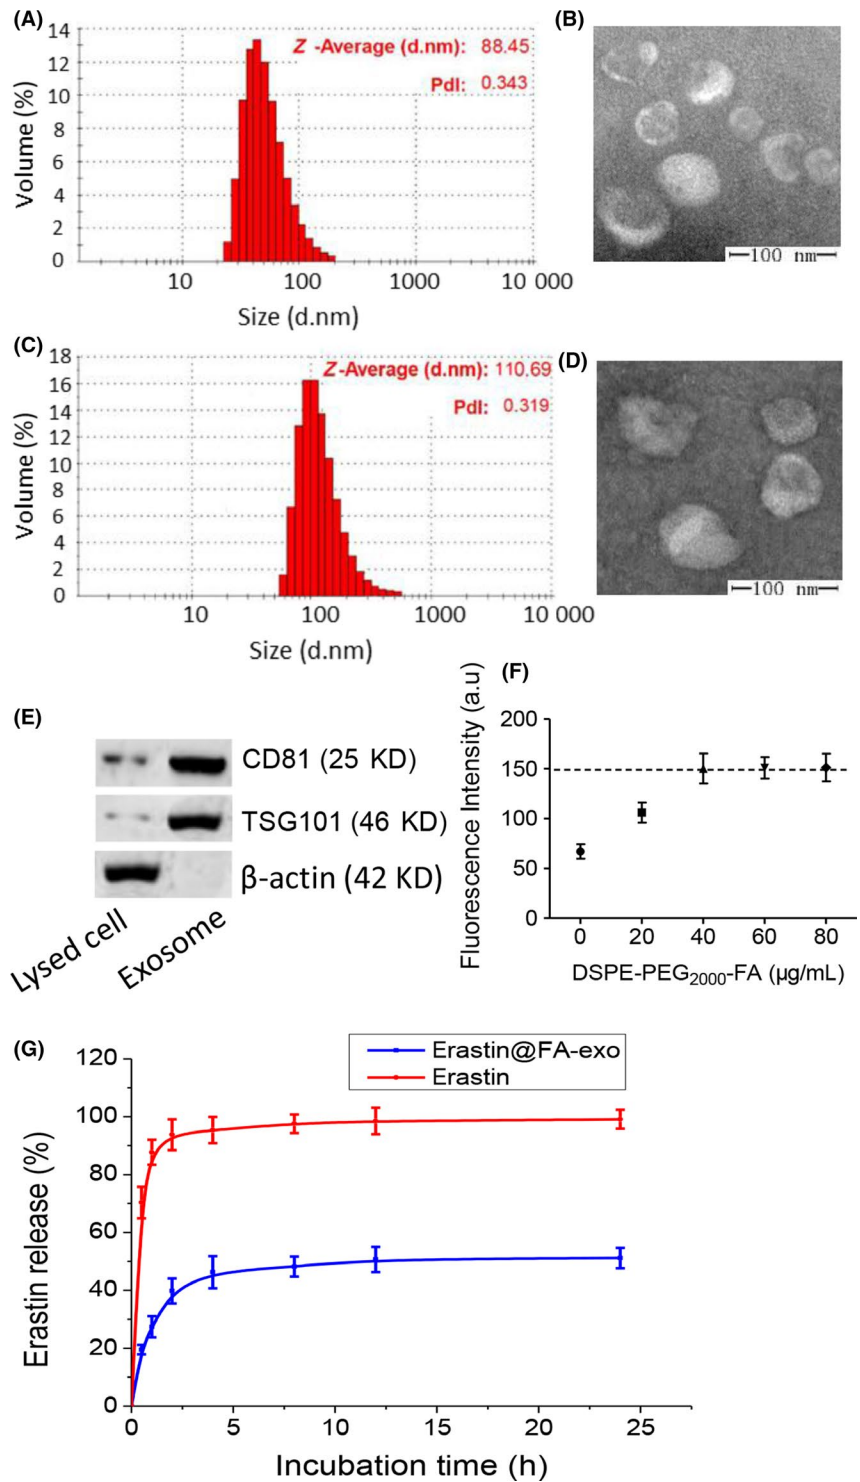 (A)
14
12
10
8
6
4
2
0
Volume (%)
Z -Average (d.nm): 88.45
PdI: 0.343
10 100 1000 10 000
Size (d.nm)
(B)
100 nm
(C)
18
16
14
12
10
8
6
4
2
0
Volume (%)
Z-Average (d.nm): 110.69
PdI: 0.319
10 100 1000 10 000
Size (d.nm)
(D)
100 nm
(E)
CD81 (25 KD)
TSG101 (46 KD)
β-actin (42 KD)
Lysed cell
Exosome
(F)
Fluorescence Intensity (a.u)
200
150
100
50
0
0 20 40 60 80
DSPE-PEG₂₀₀₀-FA (µg/mL)
(G)
Erastin@FA-exo
Erastin
120
100
80
60
40
20
0
Erastin release (%)
0 5 10 15 20 25
Incubation time (h)